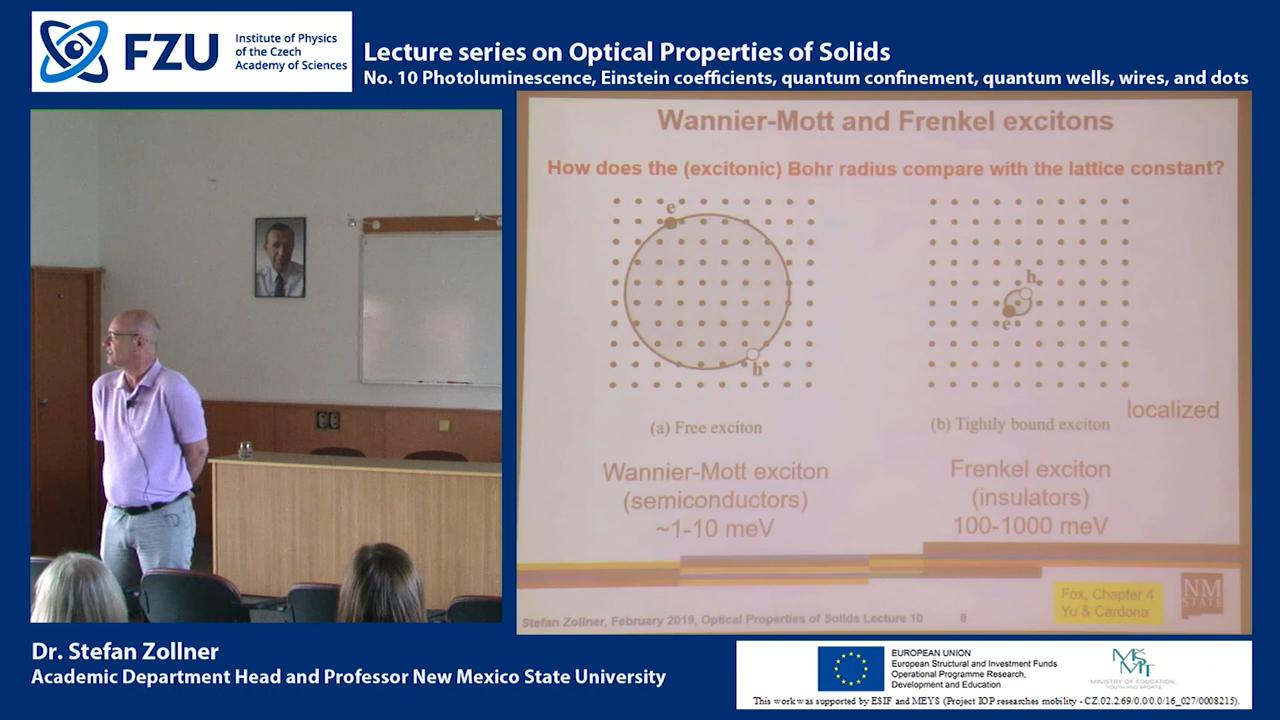 FZU
Institute of Physics
of the Czech
Academy of Sciences
Lecture series on Optical Properties of Solids
No. 10 Photoluminescence, Einstein coefficients, quantum confinement, quantum wells, wires, and dots
Wannier-Mott and Frenkel excitons
How does the (excitonic) Bohr radius compare with the lattice constant?
e
h
h
e
(a) Free exciton
(b) Tightly bound exciton
localized
Wannier-Mott exciton
(semiconductors)
~1-10 meV
Frenkel exciton
(insulators)
100-1000 meV
Fox, Chapter 4
Yu & Cardona
NM
STATE
Stefan Zollner, February 2019, Optical Properties of Solids Lecture 10 8
Dr. Stefan Zollner
Academic Department Head and Professor New Mexico State University
EUROPEAN UNION
European Structural and Investment Funds
Operational Programme Research,
Development and Education
MINISTRY OF EDUCATION,
YOUTH AND SPORTS
This work was supported by ESIF and MEYS (Project IOP researches mobility - CZ.02.2.69/0.0/0.0/16_027/0008215).